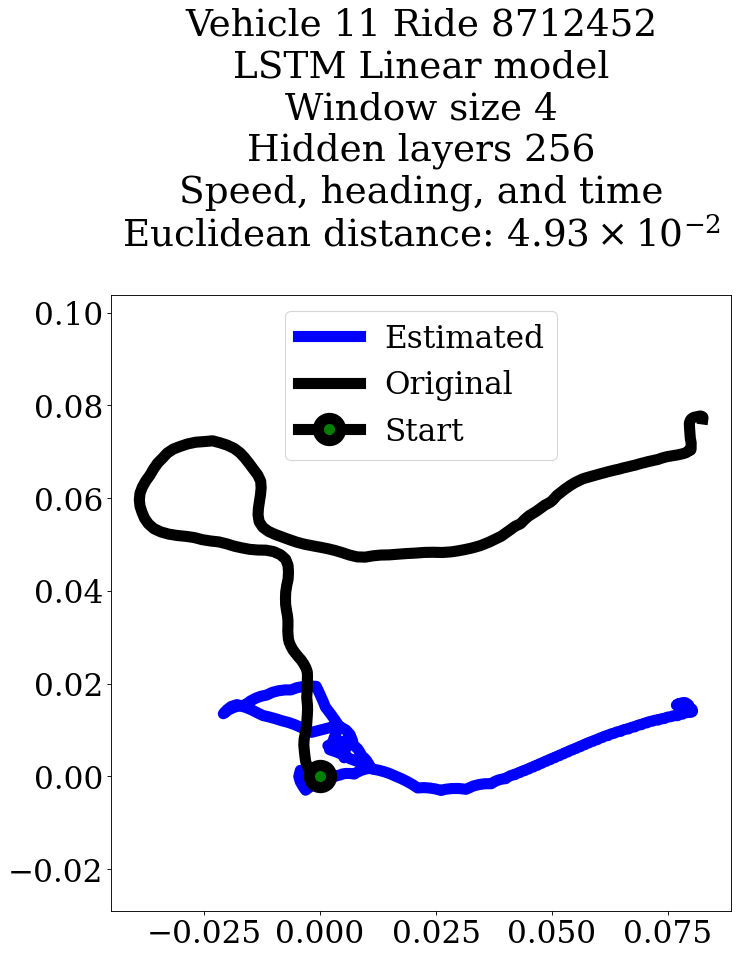 Vehicle 11 Ride 8712452
LSTM Linear model
Window size 4
Hidden layers 256
Speed, heading, and time
Euclidean distance: 4.93 × 10⁻²
Estimated
Original
Start
0.10
0.08
0.06
0.04
0.02
0.00
−0.02
−0.025 0.000 0.025 0.050 0.075